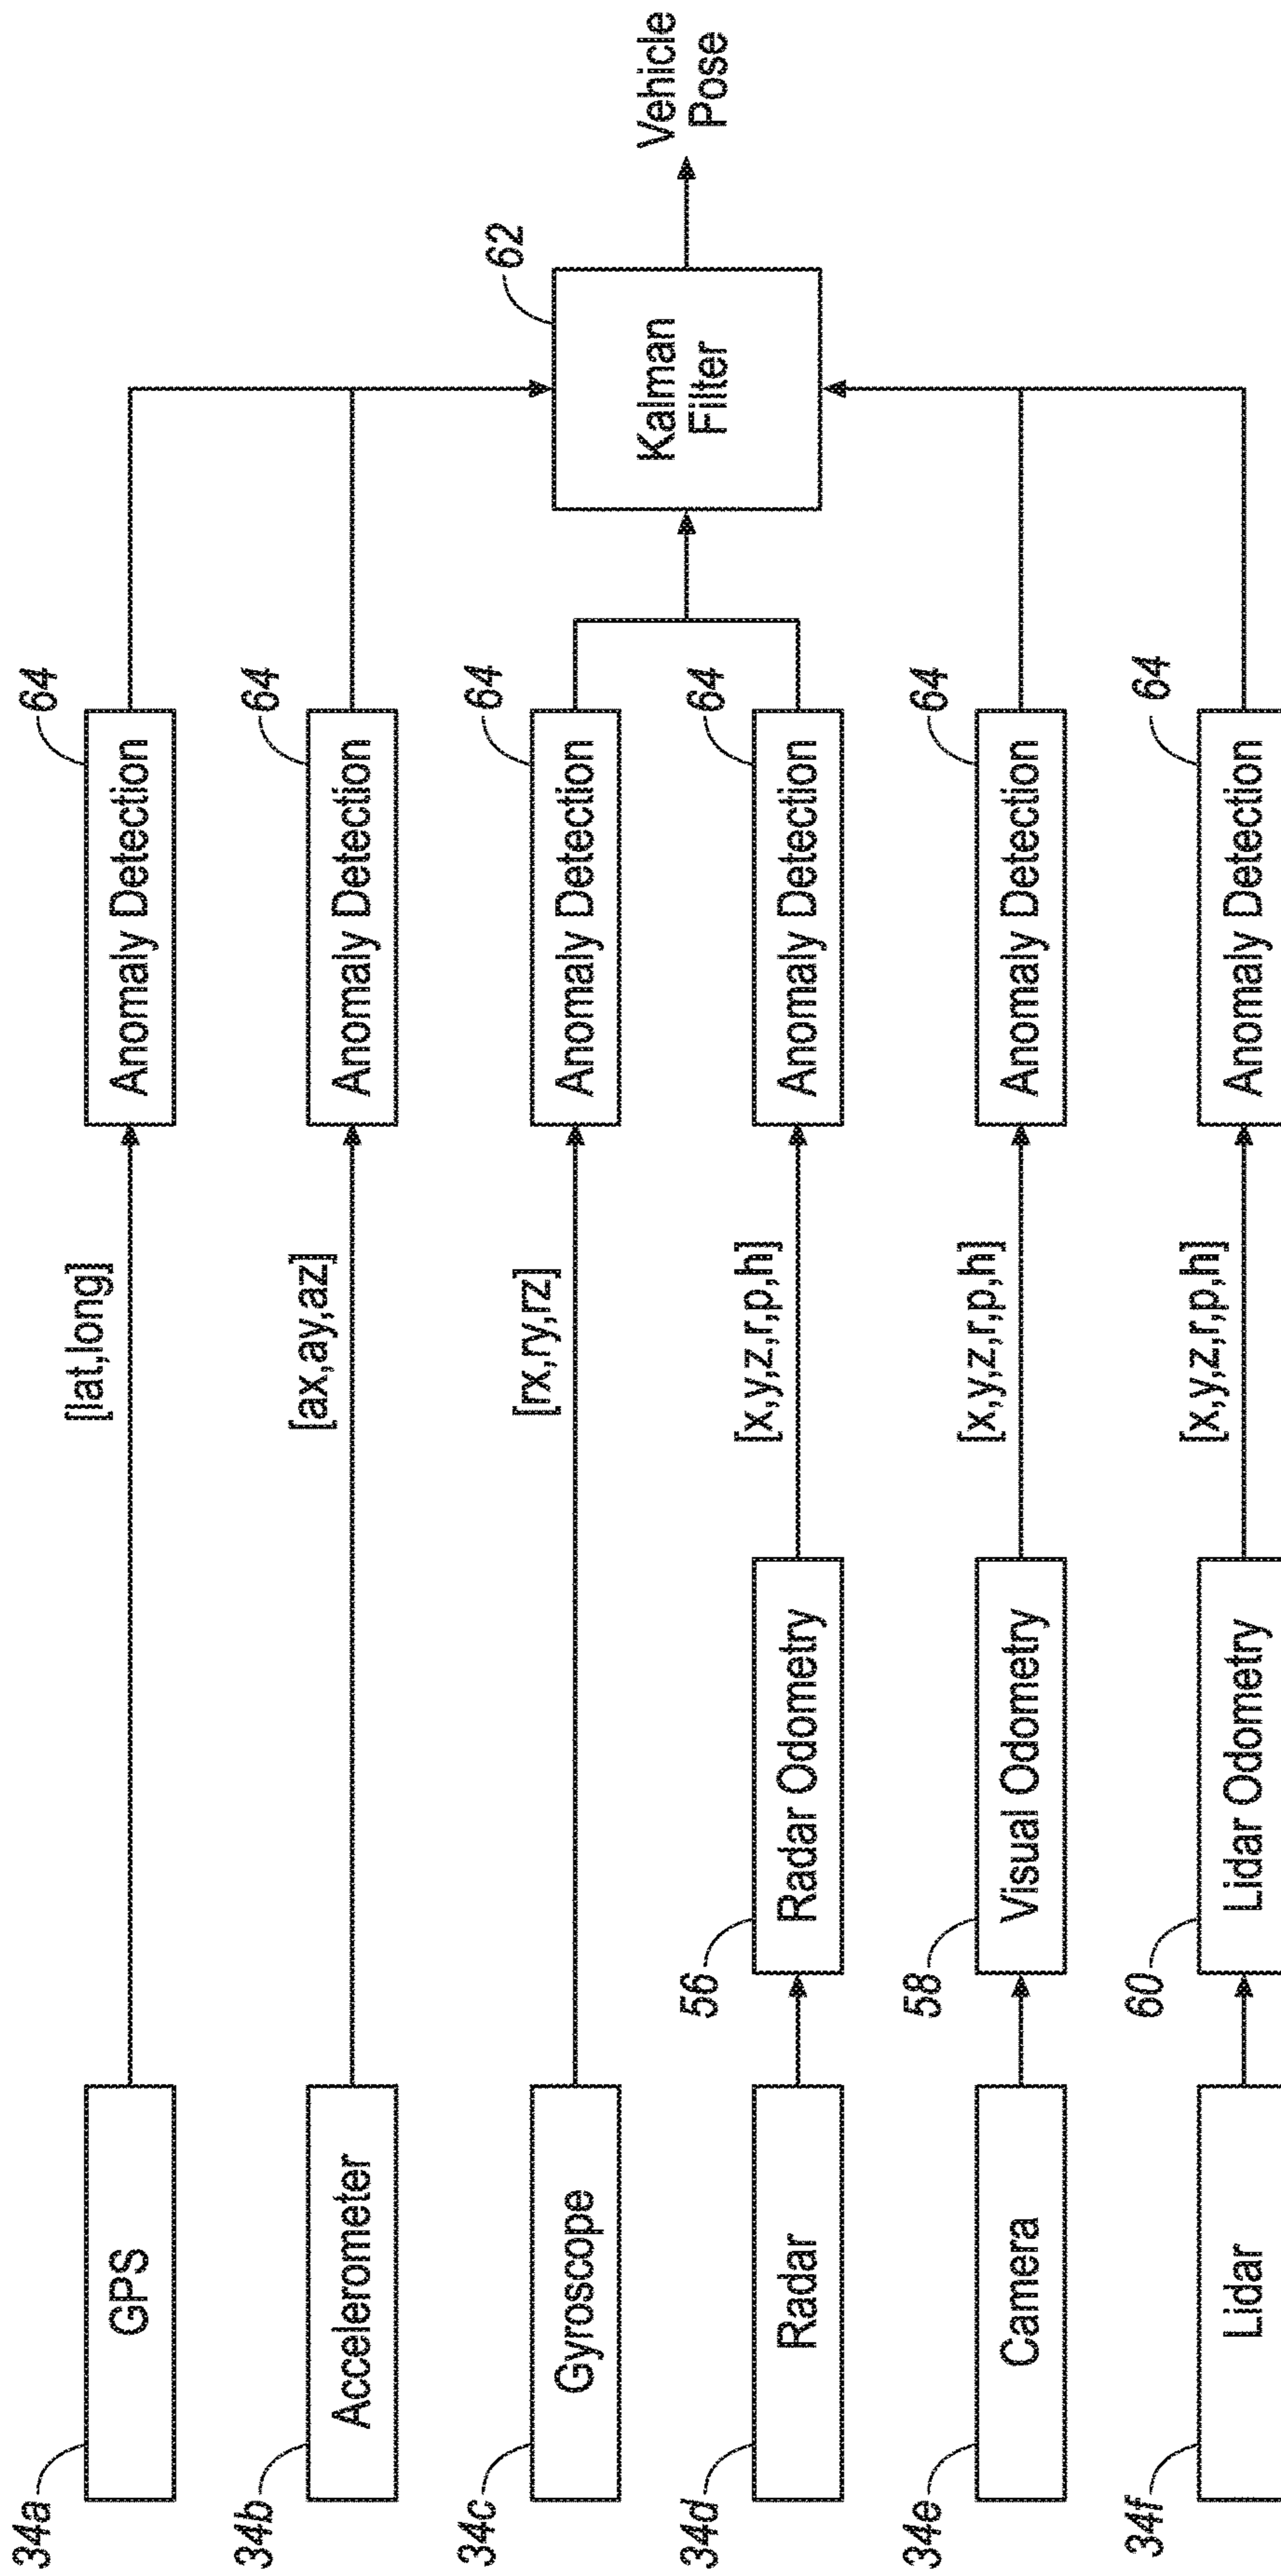 34a
GPS
[lat,long]
Anomaly Detection
64
34b
Accelerometer
[ax,ay,az]
Anomaly Detection
64
34c
Gyroscope
[rx,ry,rz]
Anomaly Detection
64
34d
Radar
56
Radar Odometry
[x,y,z,r,p,h]
Anomaly Detection
64
34e
Camera
58
Visual Odometry
[x,y,z,r,p,h]
Anomaly Detection
64
34f
Lidar
60
Lidar Odometry
[x,y,z,r,p,h]
Anomaly Detection
64
62
Kalman
Filter
Vehicle
Pose